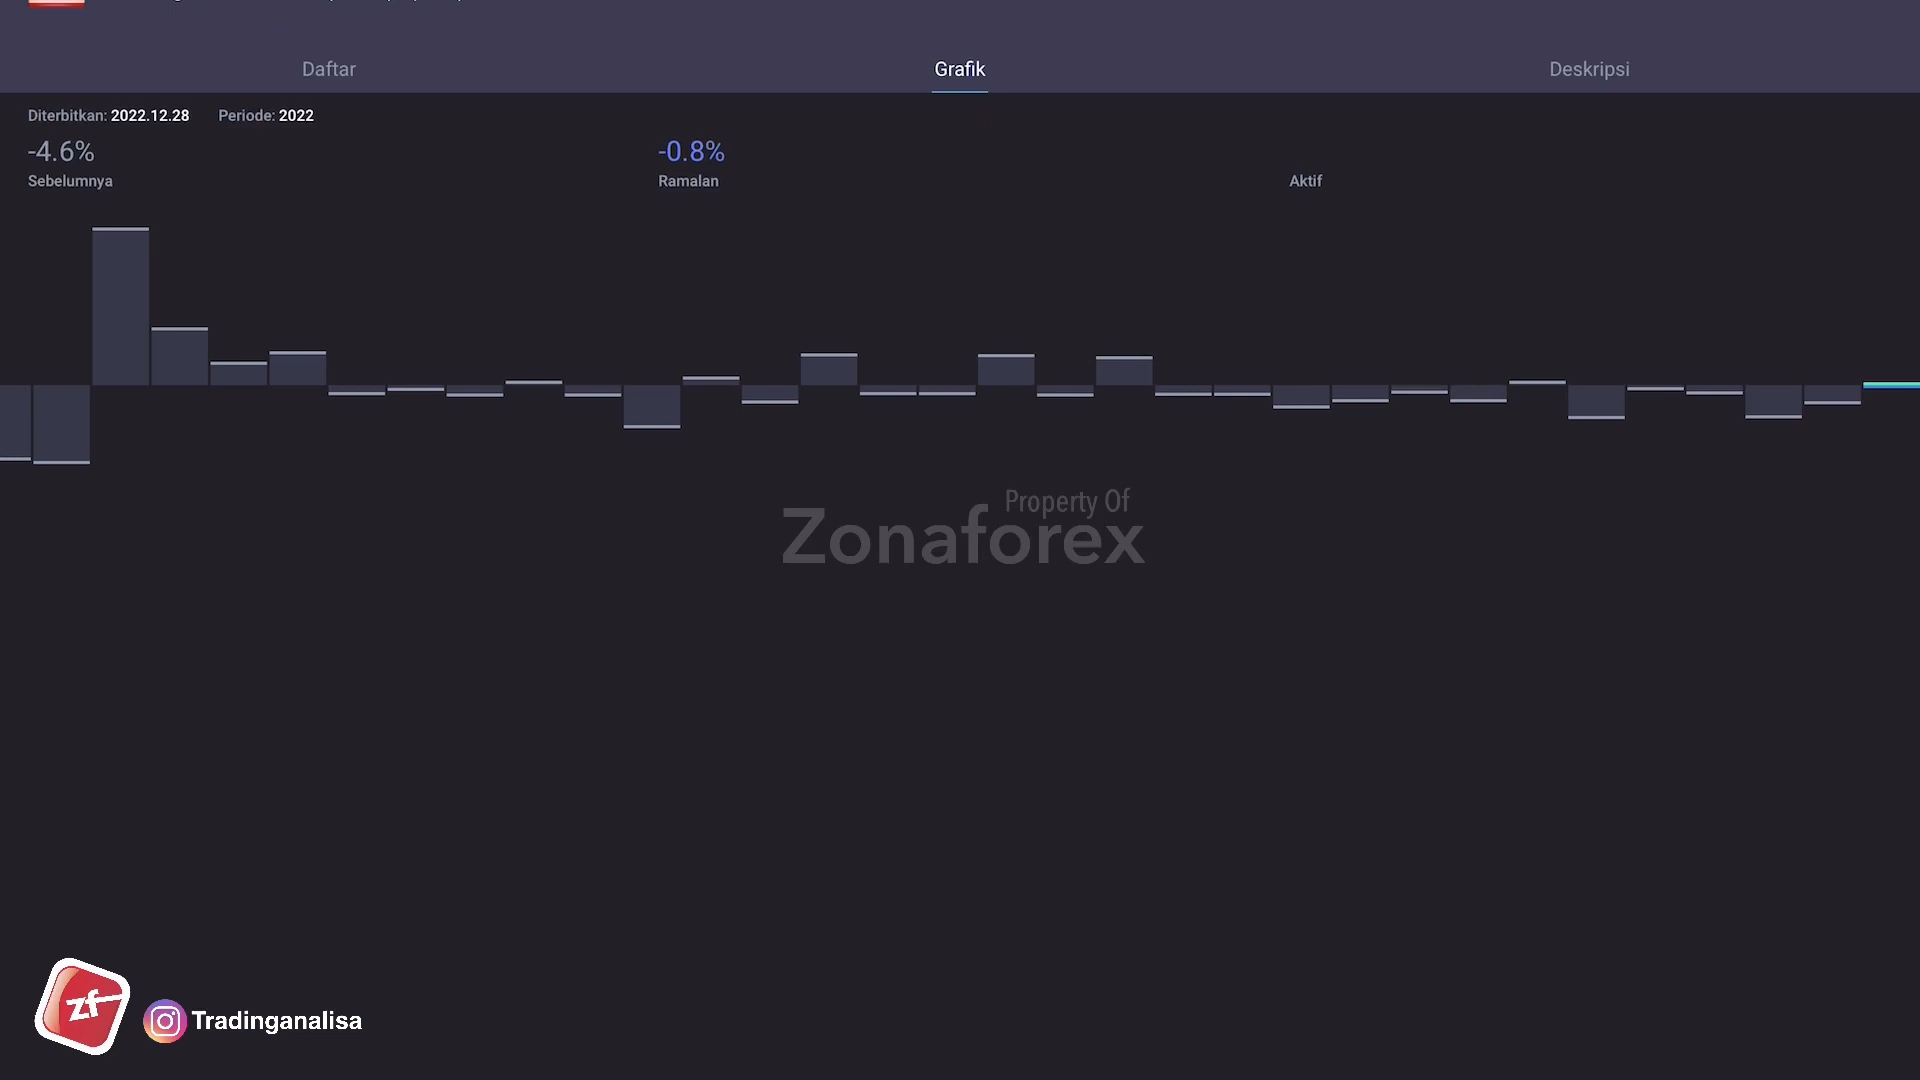 Daftar
Grafik
Deskripsi
Diterbitkan: 2022.12.28 Periode: 2022
-4.6%
Sebelumnya
-0.8%
Ramalan
Aktif
Property Of
Zonaforex
zf
Tradinganalisa